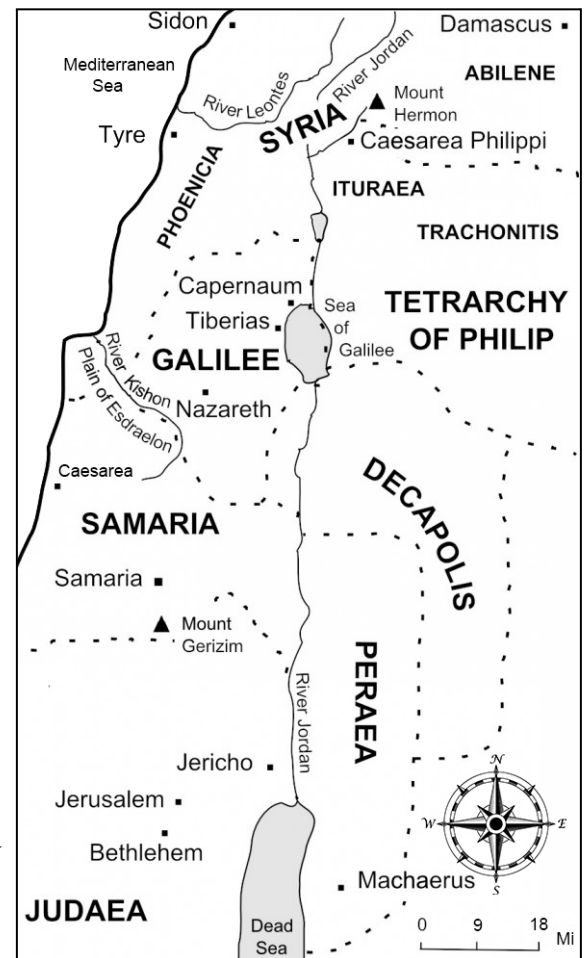 Sidon
Damascus
Mediterranean
Sea
ABILENE
River Leontes
River Jordan
Mount
Hermon
SYRIA
Tyre
Caesarea Philippi
PHOENICIA
ITURAEA
TRACHONITIS
Capernaum
Tiberias
Sea
of
Galilee
TETRARCHY
OF PHILIP
GALILEE
River Kishon
Plain of Esdraelon
Nazareth
Caesarea
DECAPOLIS
SAMARIA
Samaria
Mount
Gerizim
PERAEA
River Jordan
Jericho
Jerusalem
Bethlehem
N
W
E
S
Machaerus
JUDAEA
Dead
Sea
0 9 18
Mi